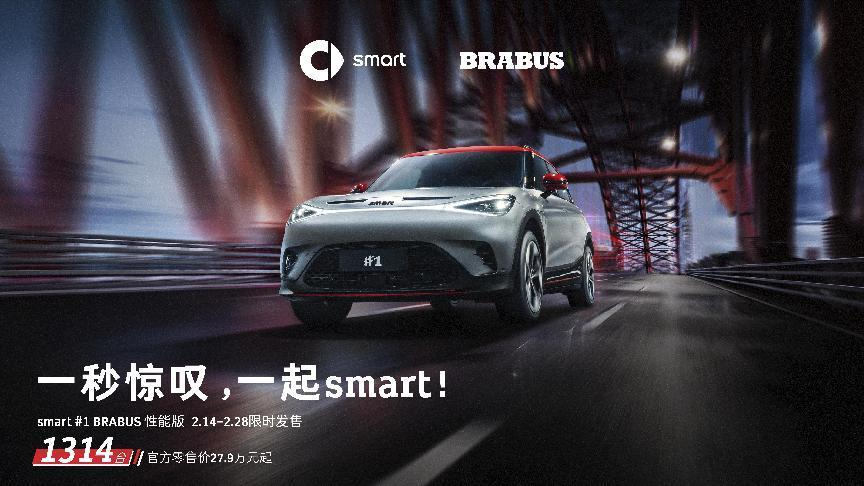 smart BRABUS
smart
#1
一秒惊叹,一起smart!
smart #1 BRABUS 性能版 2.14-2.28限时发售
1314台 // 官方零售价27.9万元起